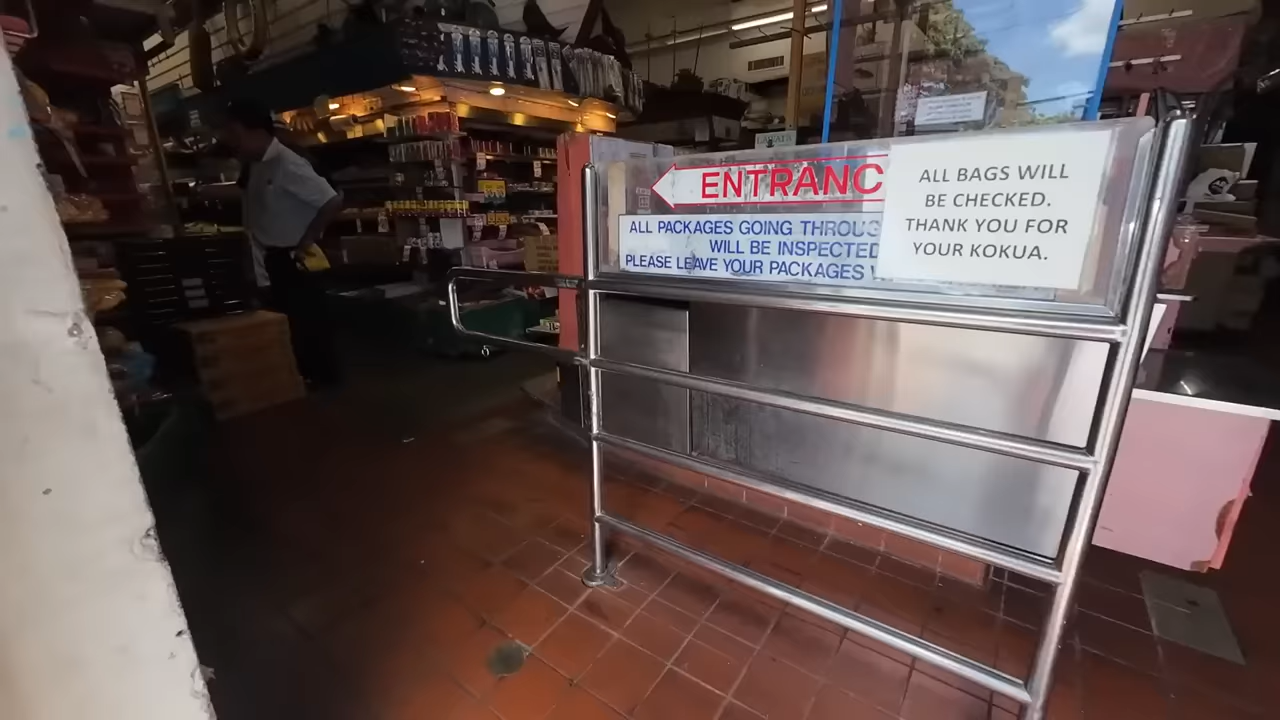 ENTRANC
ALL PACKAGES GOING THROUG
WILL BE INSPECTED
PLEASE LEAVE YOUR PACKAGES
ALL BAGS WILL
BE CHECKED.
THANK YOU FOR
YOUR KOKUA.